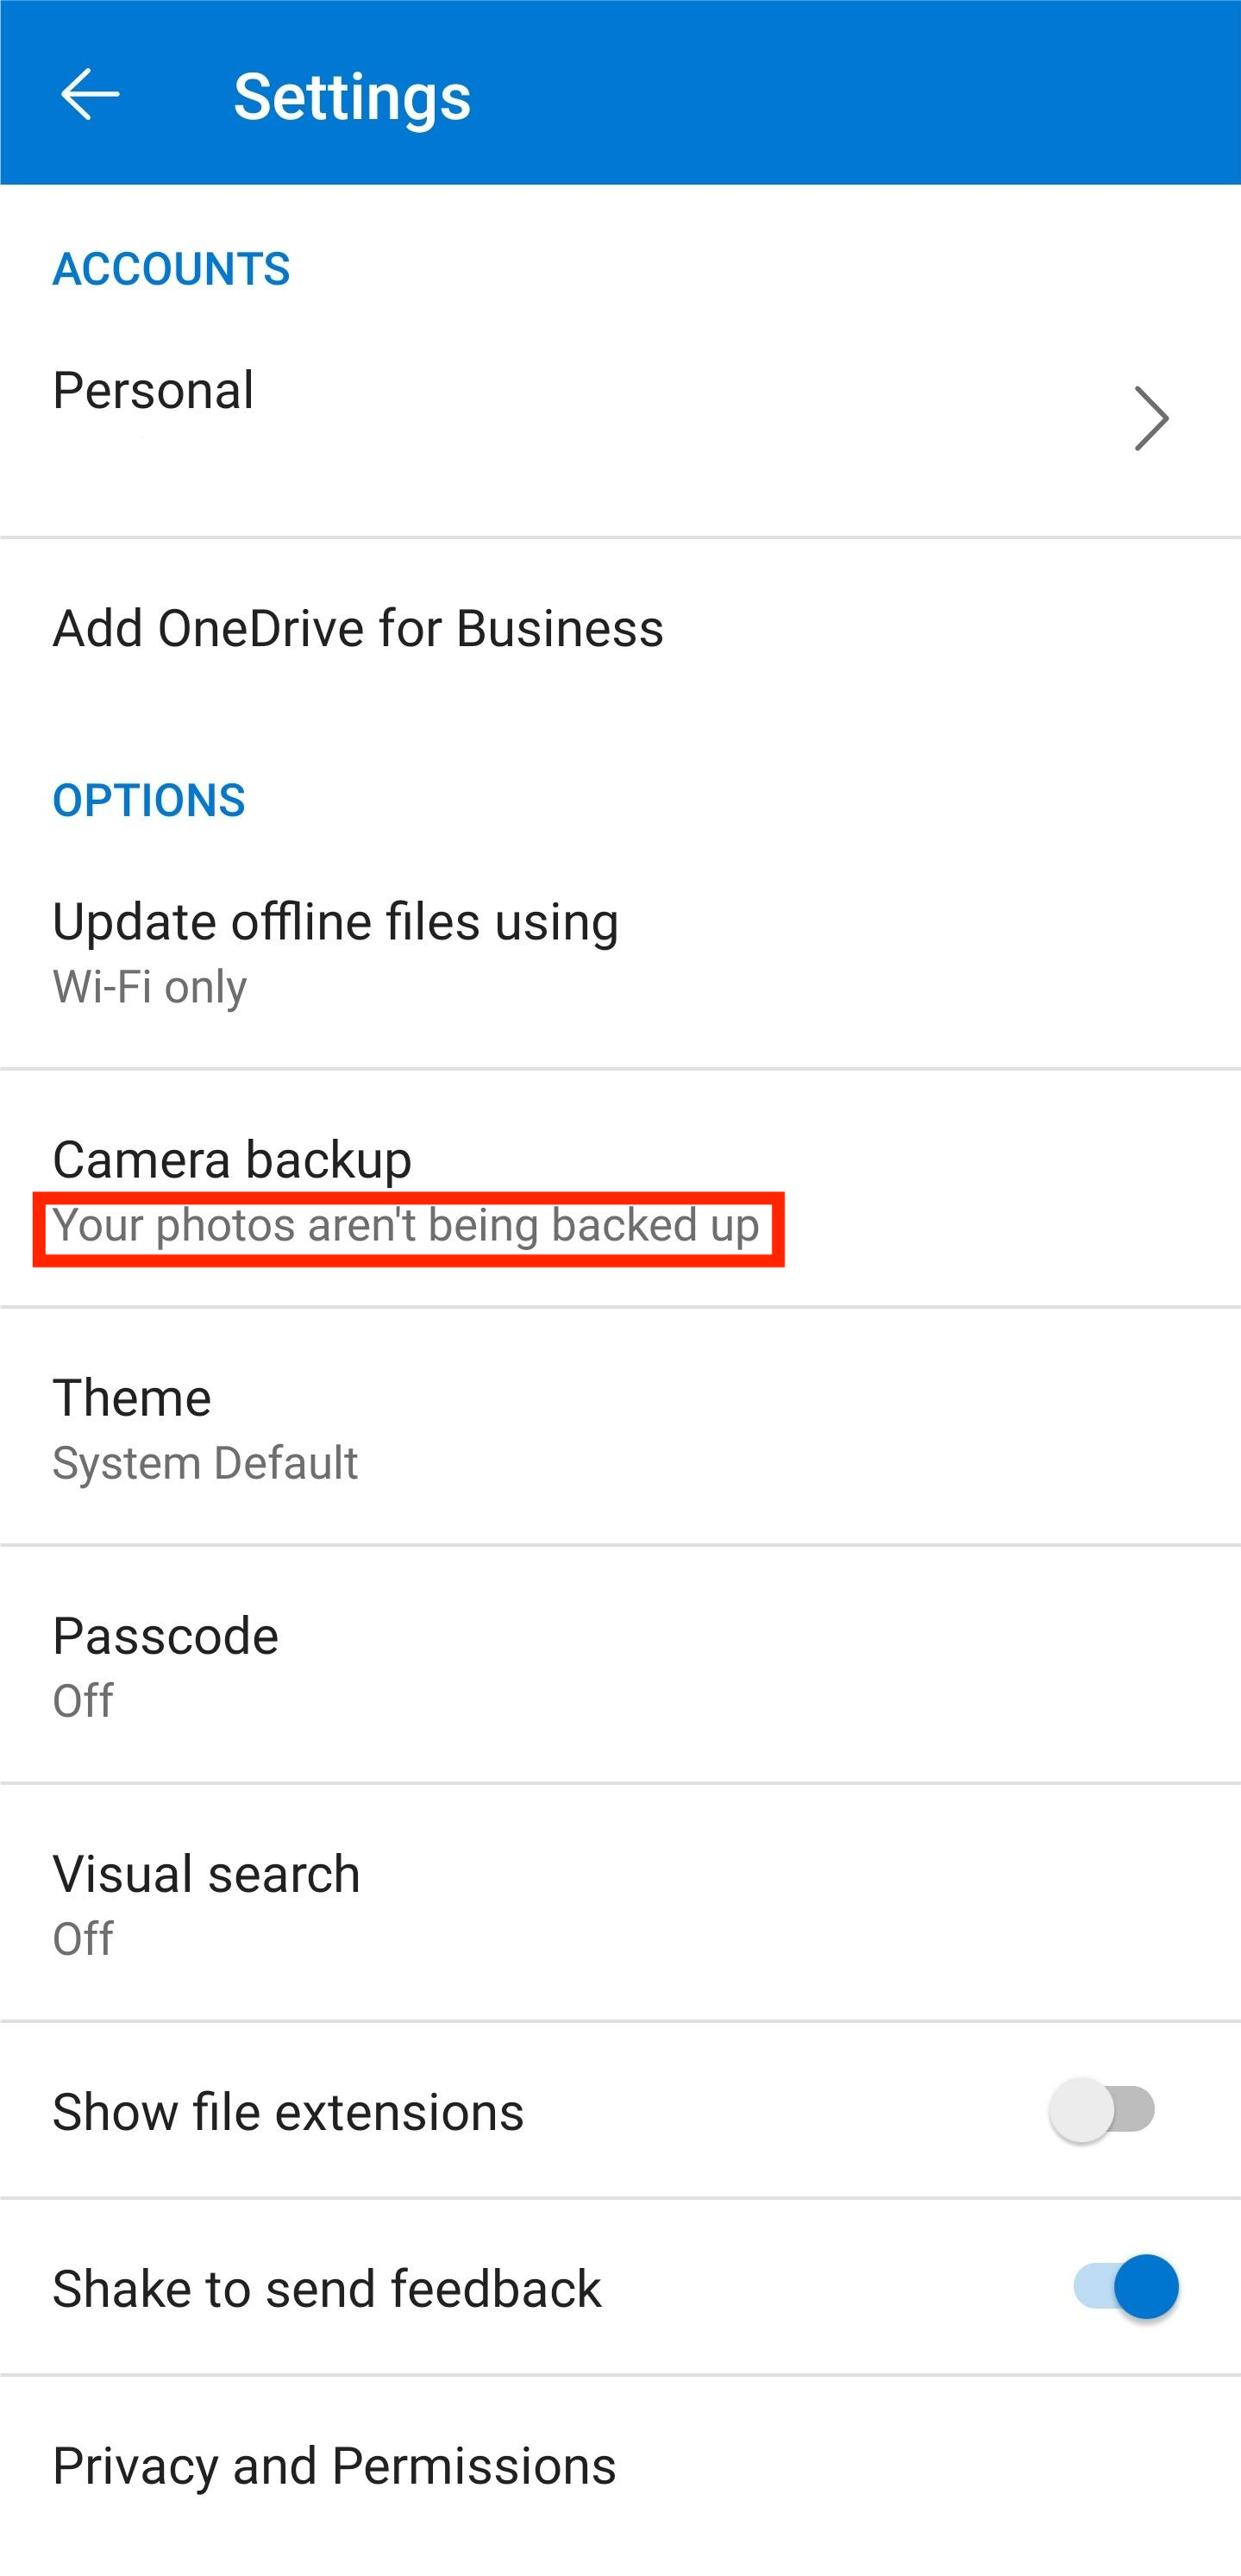 Settings
ACCOUNTS
Personal
Add OneDrive for Business
OPTIONS
Update offline files using
Wi-Fi only
Camera backup
Your photos aren't being backed up
Theme
System Default
Passcode
Off
Visual search
Off
Show file extensions
Shake to send feedback
Privacy and Permissions